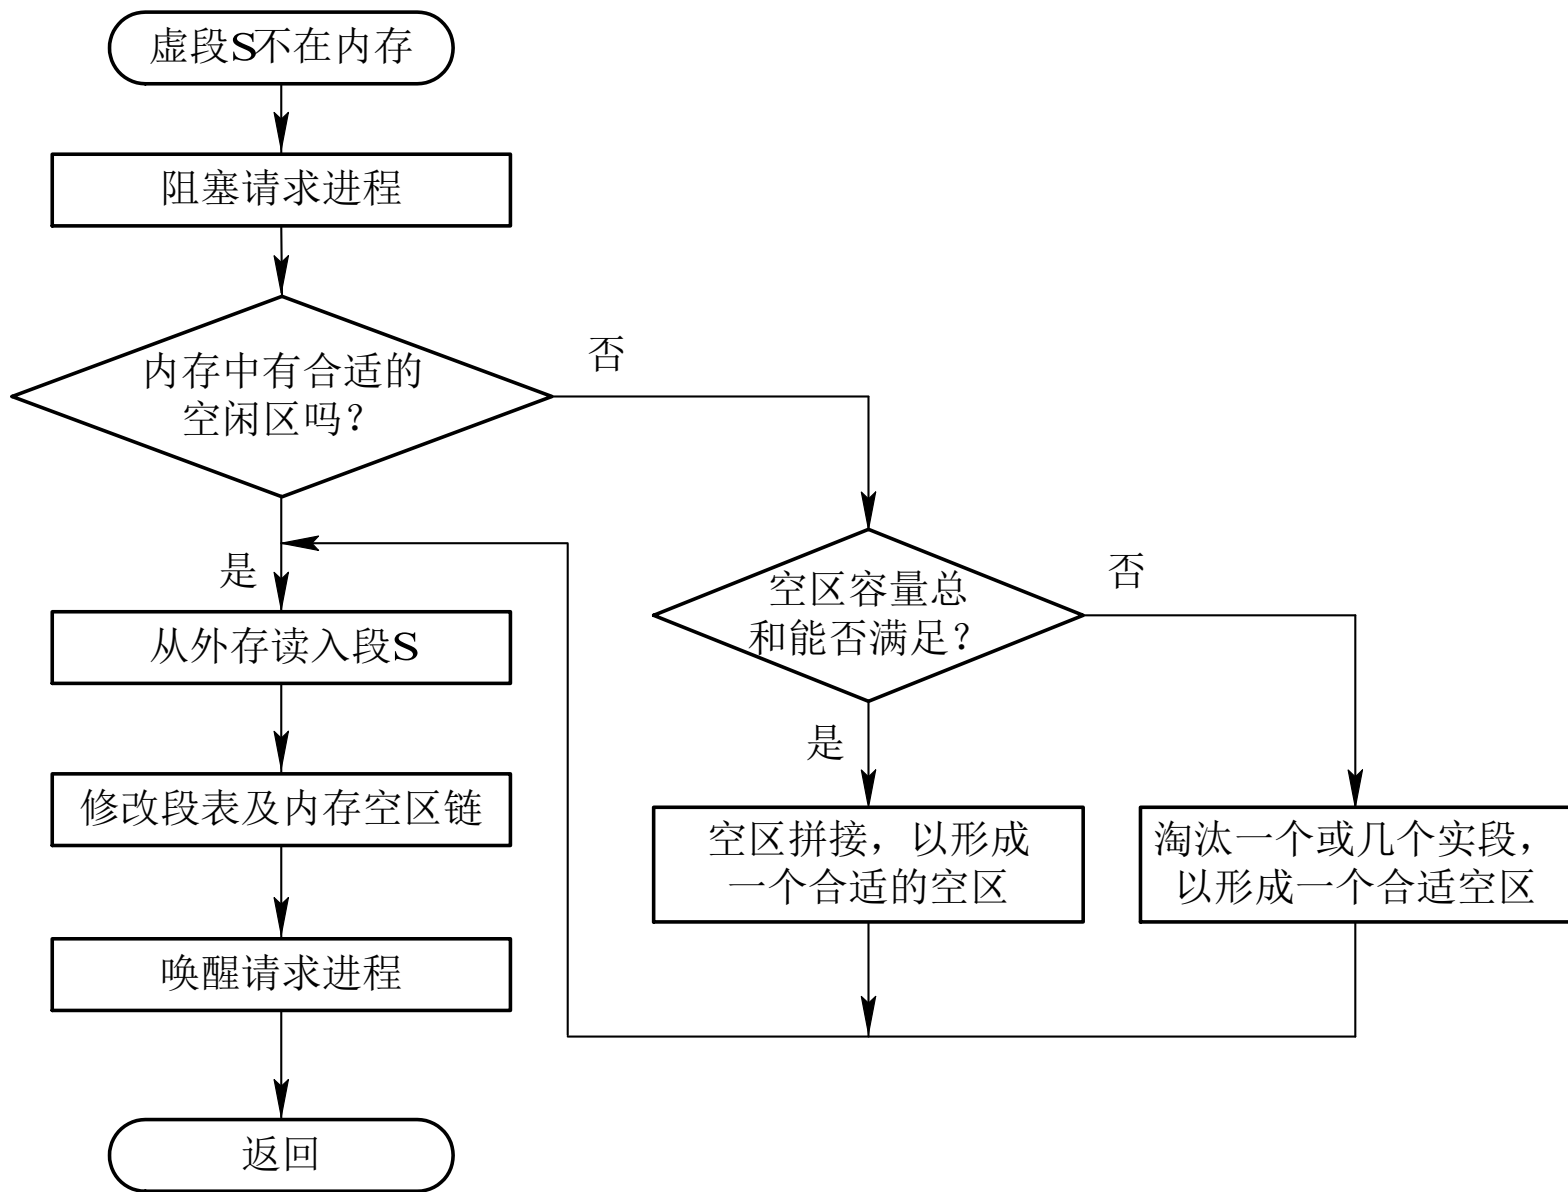 虚段S不在内存
阻塞请求进程
内存中有合适的
空闲区吗？
否
是
从外存读入段S
修改段表及内存空区链
唤醒请求进程
返回
空区容量总
和能否满足？
否
是
空区拼接，以形成
一个合适的空区
淘汰一个或几个实段，
以形成一个合适空区